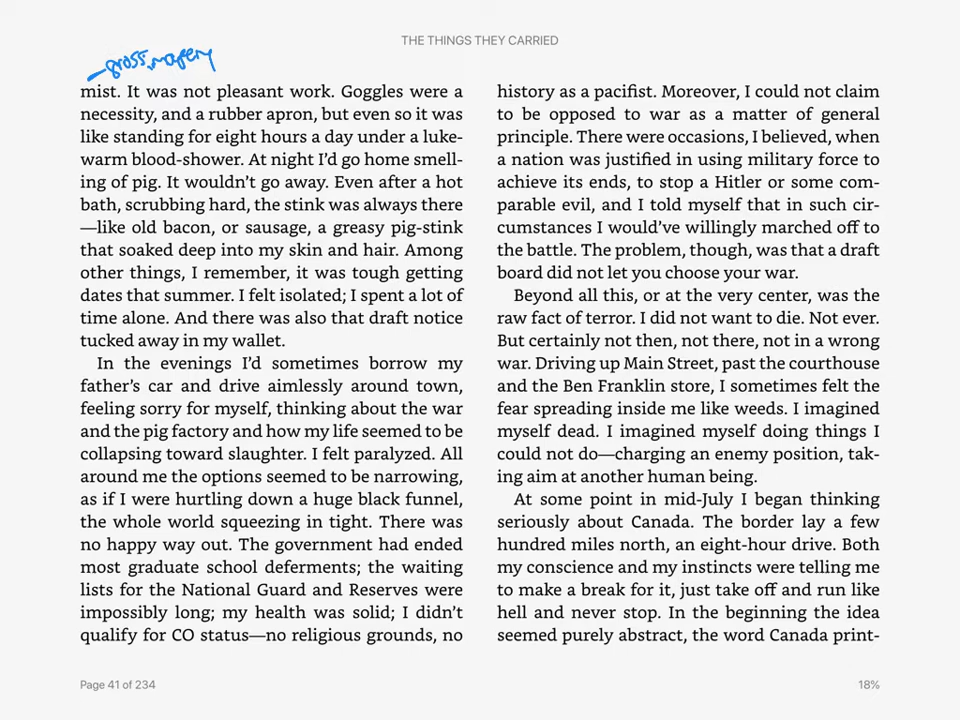 THE THINGS THEY CARRIED
gross imagery
mist. It was not pleasant work. Goggles were a
necessity, and a rubber apron, but even so it was
like standing for eight hours a day under a luke-
warm blood-shower. At night I'd go home smell-
ing of pig. It wouldn't go away. Even after a hot
bath, scrubbing hard, the stink was always there
—like old bacon, or sausage, a greasy pig-stink
that soaked deep into my skin and hair. Among
other things, I remember, it was tough getting
dates that summer. I felt isolated; I spent a lot of
time alone. And there was also that draft notice
tucked away in my wallet.
In the evenings I'd sometimes borrow my
father's car and drive aimlessly around town,
feeling sorry for myself, thinking about the war
and the pig factory and how my life seemed to be
collapsing toward slaughter. I felt paralyzed. All
around me the options seemed to be narrowing,
as if I were hurtling down a huge black funnel,
the whole world squeezing in tight. There was
no happy way out. The government had ended
most graduate school deferments; the waiting
lists for the National Guard and Reserves were
impossibly long; my health was solid; I didn't
qualify for CO status—no religious grounds, no
history as a pacifist. Moreover, I could not claim
to be opposed to war as a matter of general
principle. There were occasions, I believed, when
a nation was justified in using military force to
achieve its ends, to stop a Hitler or some com-
parable evil, and I told myself that in such cir-
cumstances I would've willingly marched off to
the battle. The problem, though, was that a draft
board did not let you choose your war.
Beyond all this, or at the very center, was the
raw fact of terror. I did not want to die. Not ever.
But certainly not then, not there, not in a wrong
war. Driving up Main Street, past the courthouse
and the Ben Franklin store, I sometimes felt the
fear spreading inside me like weeds. I imagined
myself dead. I imagined myself doing things I
could not do—charging an enemy position, tak-
ing aim at another human being.
At some point in mid-July I began thinking
seriously about Canada. The border lay a few
hundred miles north, an eight-hour drive. Both
my conscience and my instincts were telling me
to make a break for it, just take off and run like
hell and never stop. In the beginning the idea
seemed purely abstract, the word Canada print-
Page 41 of 234
18%